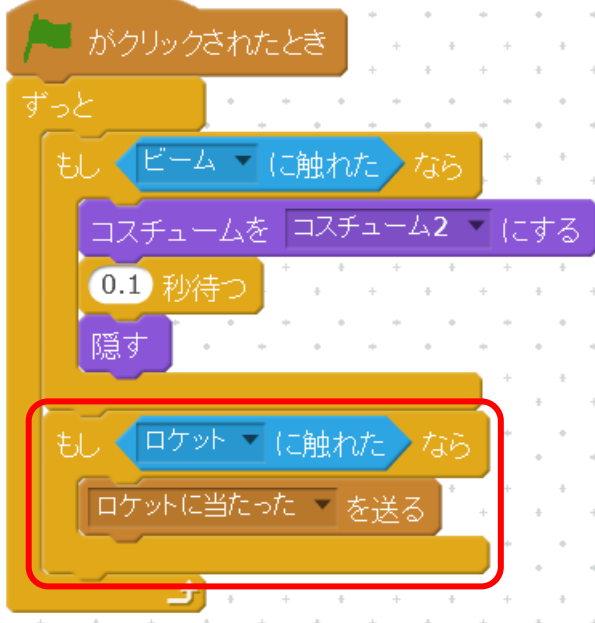 がクリックされたとき
ずっと
もし ビーム に触れた なら
コスチュームを コスチューム2 にする
0.1 秒待つ
隠す
もし ロケット に触れた なら
ロケットに当たった を送る